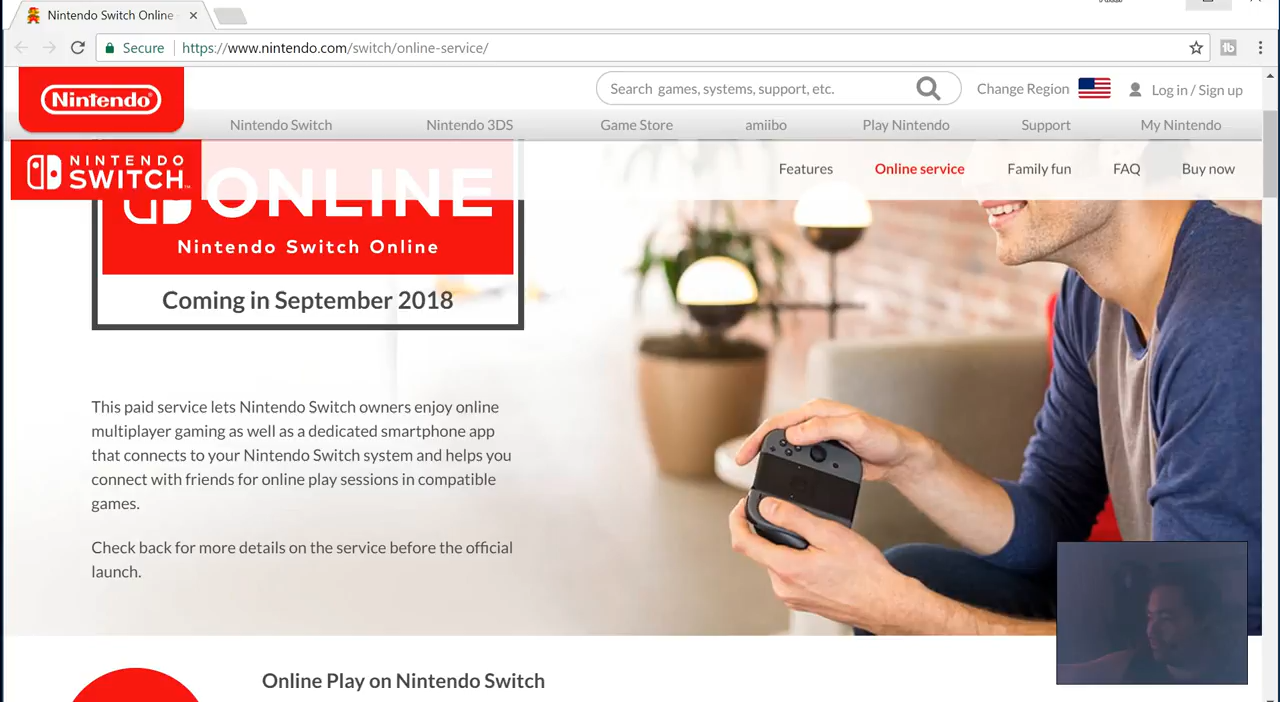 Nintendo Switch Online
Secure
https://www.nintendo.com/switch/online-service/
Nintendo
Search games, systems, support, etc.
Change Region
Log in / Sign up
Nintendo Switch
Nintendo 3DS
Game Store
amiibo
Play Nintendo
Support
My Nintendo
NINTENDO
SWITCH
Features
Online service
Family fun
FAQ
Buy now
ONLINE
Nintendo Switch Online
Coming in September 2018
This paid service lets Nintendo Switch owners enjoy online
multiplayer gaming as well as a dedicated smartphone app
that connects to your Nintendo Switch system and helps you
connect with friends for online play sessions in compatible
games.
Check back for more details on the service before the official
launch.
Online Play on Nintendo Switch